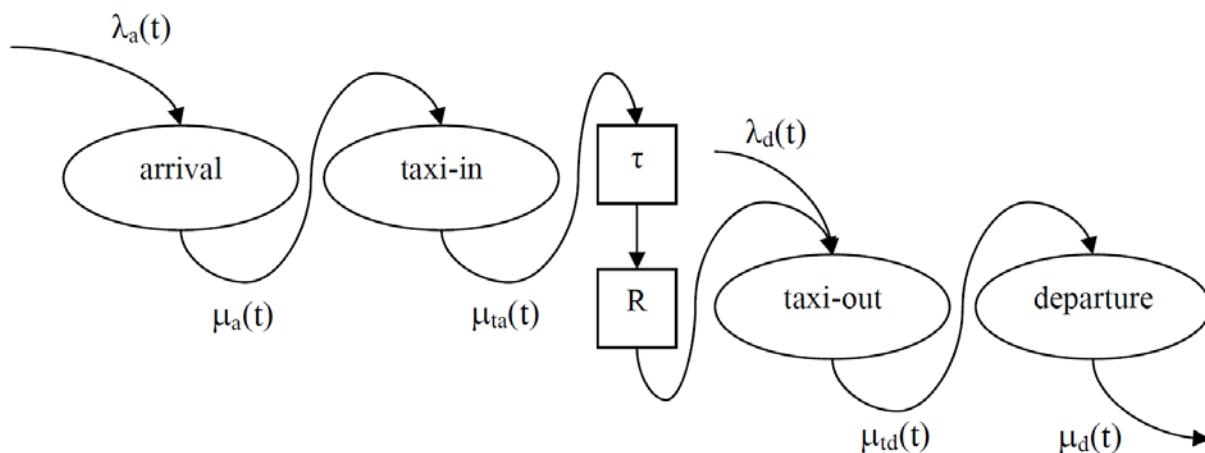 λa(t)
arrival
taxi-in
τ
λd(t)
R
taxi-out
departure
μa(t)
μta(t)
μtd(t)
μd(t)